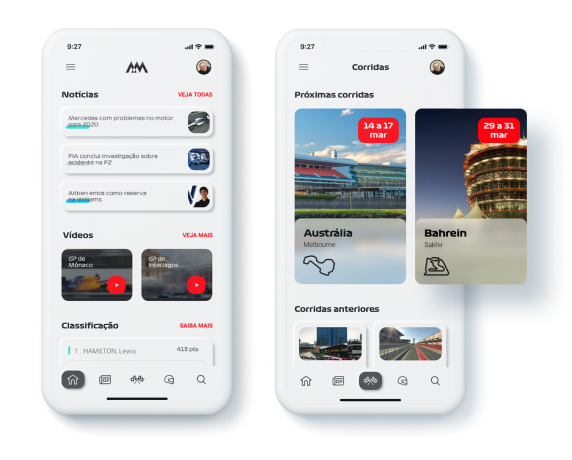 9:27
Notícias
VEJA TODAS
Mercedes com problemas no motor
para 2020
FIA conclui investigação sobre
acidente na F2
Aitken entra como reserva
na Williams
Vídeos
VEJA MAIS
GP de
Mônaco
GP de
Interlagos
Classificação
SAIBA MAIS
1 . HAMILTON, Lewis
413 pts
9:27
Corridas
Próximas corridas
14 a 17
mar
Austrália
Melbourne
29 a 31
mar
Bahrein
Sakhir
Corridas anteriores